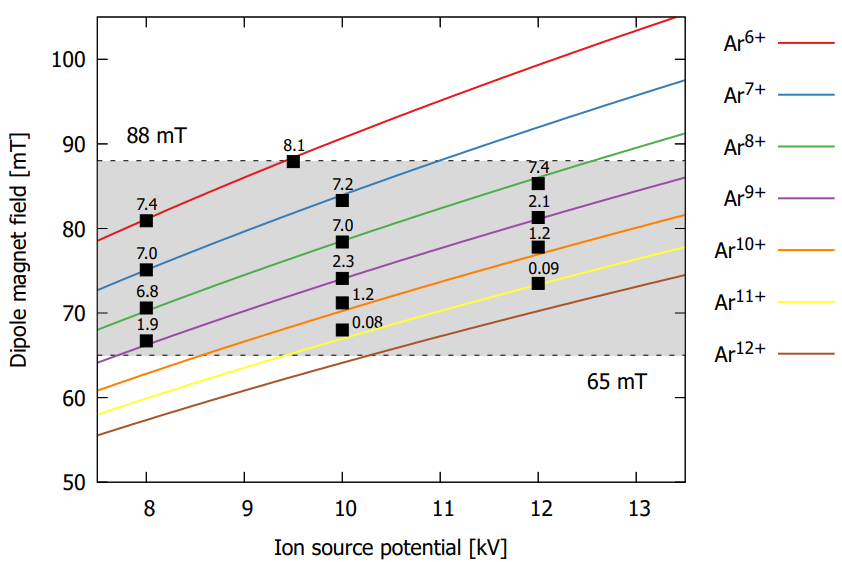 Dipole magnet field [mT]
100
90
80
70
60
50
88 mT
8.1
7.4
7.2
7.4
7.0
7.0
2.1
6.8
2.3
1.2
1.9
1.2
0.09
0.08
65 mT
8
9
10
11
12
13
Ion source potential [kV]
Ar6+
Ar7+
Ar8+
Ar9+
Ar10+
Ar11+
Ar12+